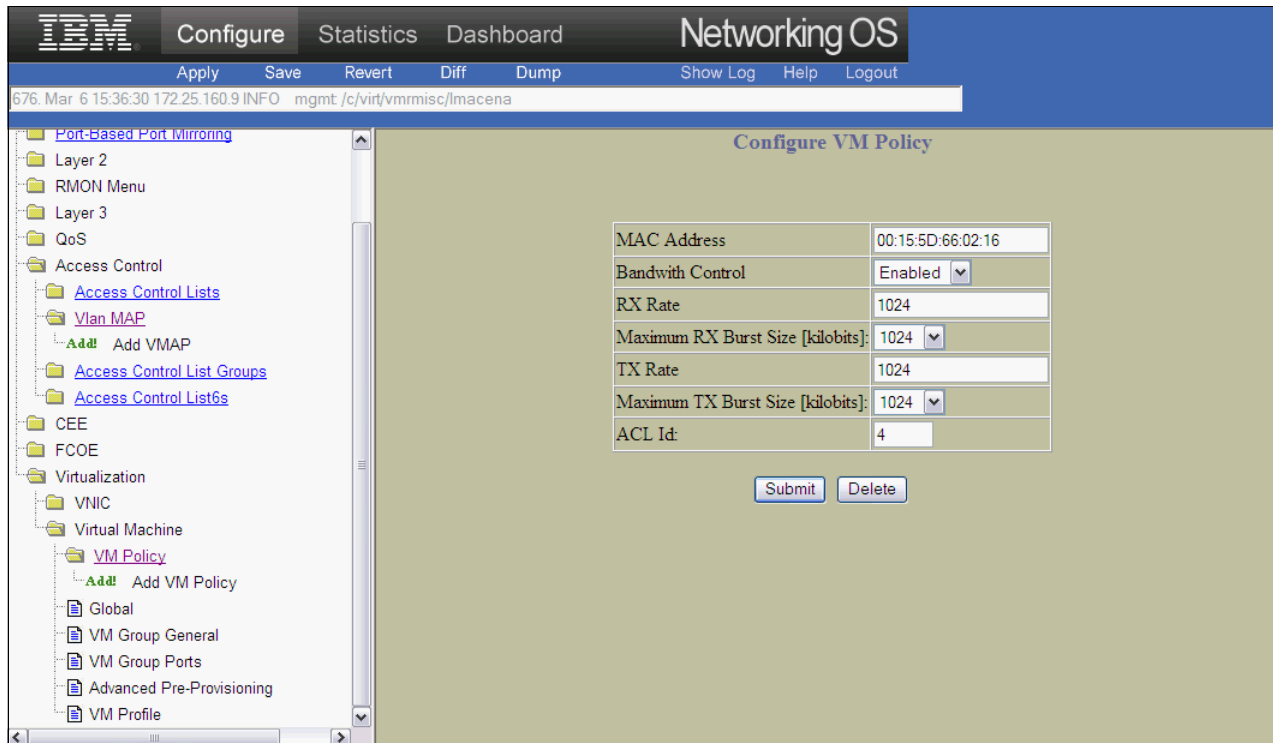 IBM Configure Statistics Dashboard Networking OS
Apply Save Revert Diff Dump Show Log Help Logout
676. Mar 6 15:36:30 172.25.160.9 INFO mgmt: /c/virt/vmrmisc/lmacena
Port-Based Port Mirroring
Layer 2
RMON Menu
Layer 3
QoS
Access Control
Access Control Lists
Vlan MAP
Add! Add VMAP
Access Control List Groups
Access Control List6s
CEE
FCOE
Virtualization
VNIC
Virtual Machine
VM Policy
Add! Add VM Policy
Global
VM Group General
VM Group Ports
Advanced Pre-Provisioning
VM Profile
Configure VM Policy
MAC Address 00:15:5D:66:02:16
Bandwith Control Enabled
RX Rate 1024
Maximum RX Burst Size [kilobits]: 1024
TX Rate 1024
Maximum TX Burst Size [kilobits]: 1024
ACL Id: 4
Submit Delete